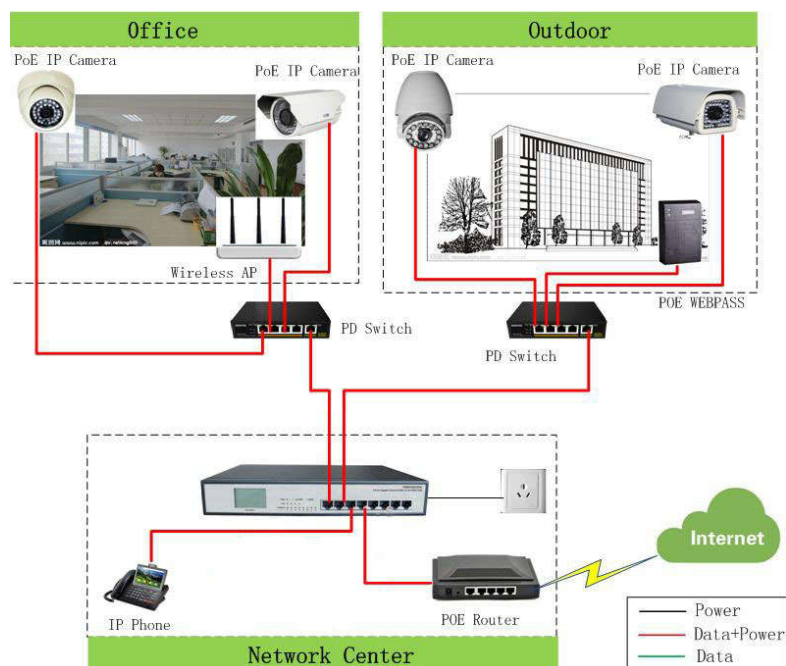 Office
Outdoor
PoE IP Camera
PoE IP Camera
PoE IP Camera
PoE IP Camera
Wireless AP
POE WEBPASS
PD Switch
PD Switch
Internet
IP Phone
POE Router
Power
Data+Power
Data
Network Center